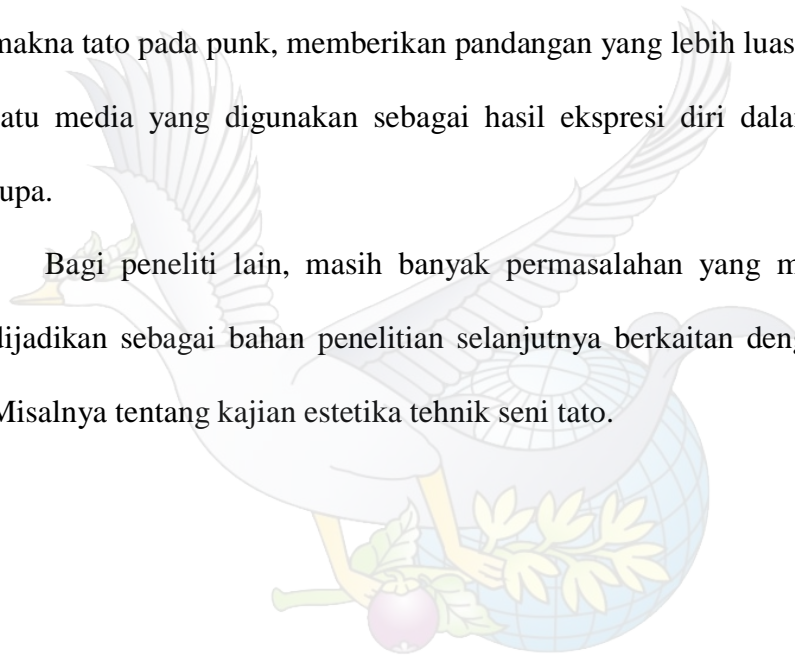 makna tato pada punk, memberikan pandangan yang lebih luas
atu media yang digunakan sebagai hasil ekspresi diri dala
upa.
Bagi peneliti lain, masih banyak permasalahan yang m
dijadikan sebagai bahan penelitian selanjutnya berkaitan deng
Misalnya tentang kajian estetika tehnik seni tato.